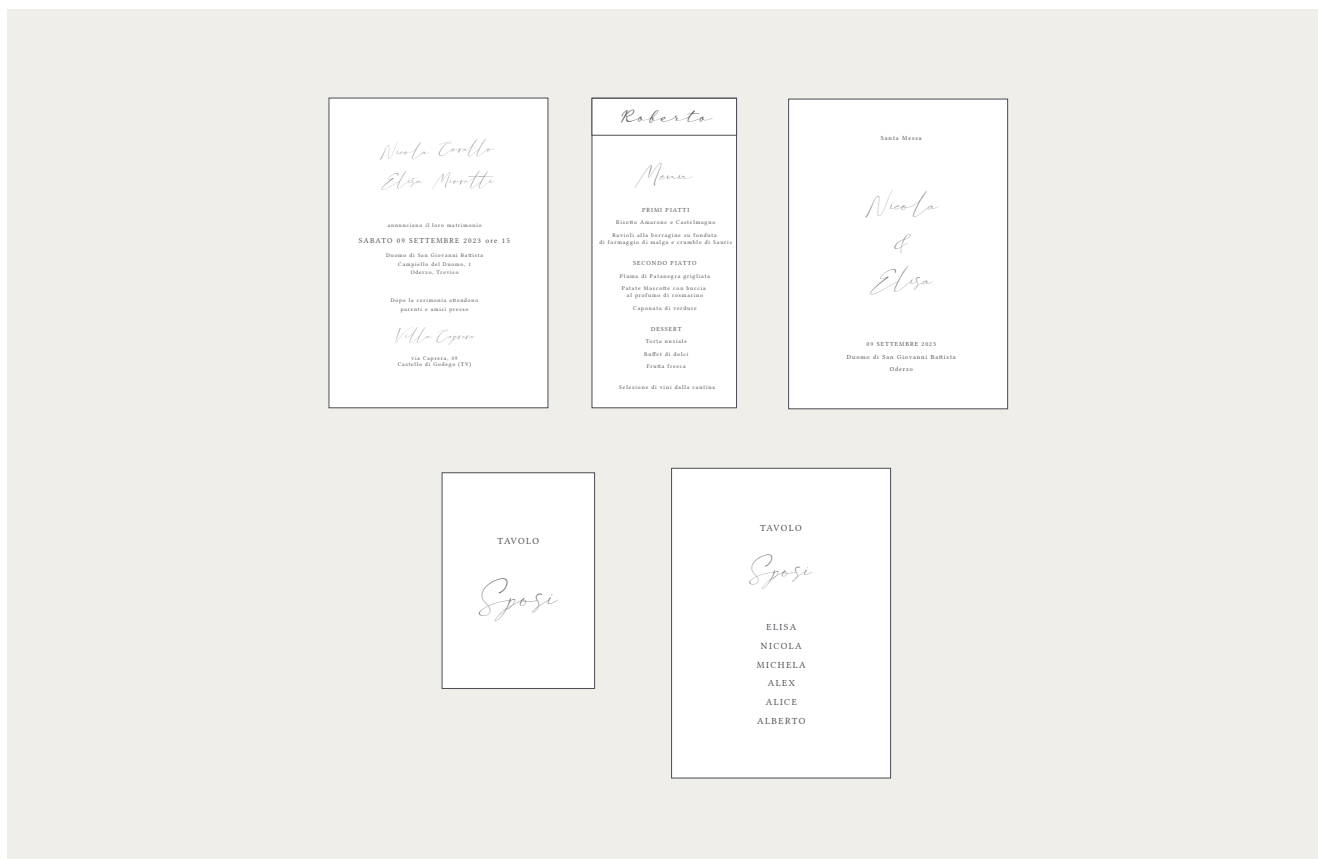 Nicola Cavallo
Elisa Moretti
annunciano il loro matrimonio
SABATO 09 SETTEMBRE 2023 ore 15
Duomo di San Giovanni Battista
Campiello del Duomo, 1
Oderzo, Treviso
Dopo la cerimonia attendono
parenti e amici presso
Villa Caprera
via Caprera, 39
Castello di Godego (TV)
Roberto
Menu
PRIMI PIATTI
Risotto Amarone e Castelmagno
Ravioli alla borragine su fonduta
di formaggio di malga e crumble di Sauris
SECONDO PIATTO
Pluma di Patanegra grigliata
Patate Mascotte con buccia
al profumo di rosmarino
Caponata di verdure
DESSERT
Torta nuziale
Buffet di dolci
Frutta fresca
Selezione di vini dalla cantina
Santa Messa
Nicola
&
Elisa
09 SETTEMBRE 2023
Duomo di San Giovanni Battista
Oderzo
TAVOLO
Sposi
TAVOLO
Sposi
ELISA
NICOLA
MICHELA
ALEX
ALICE
ALBERTO